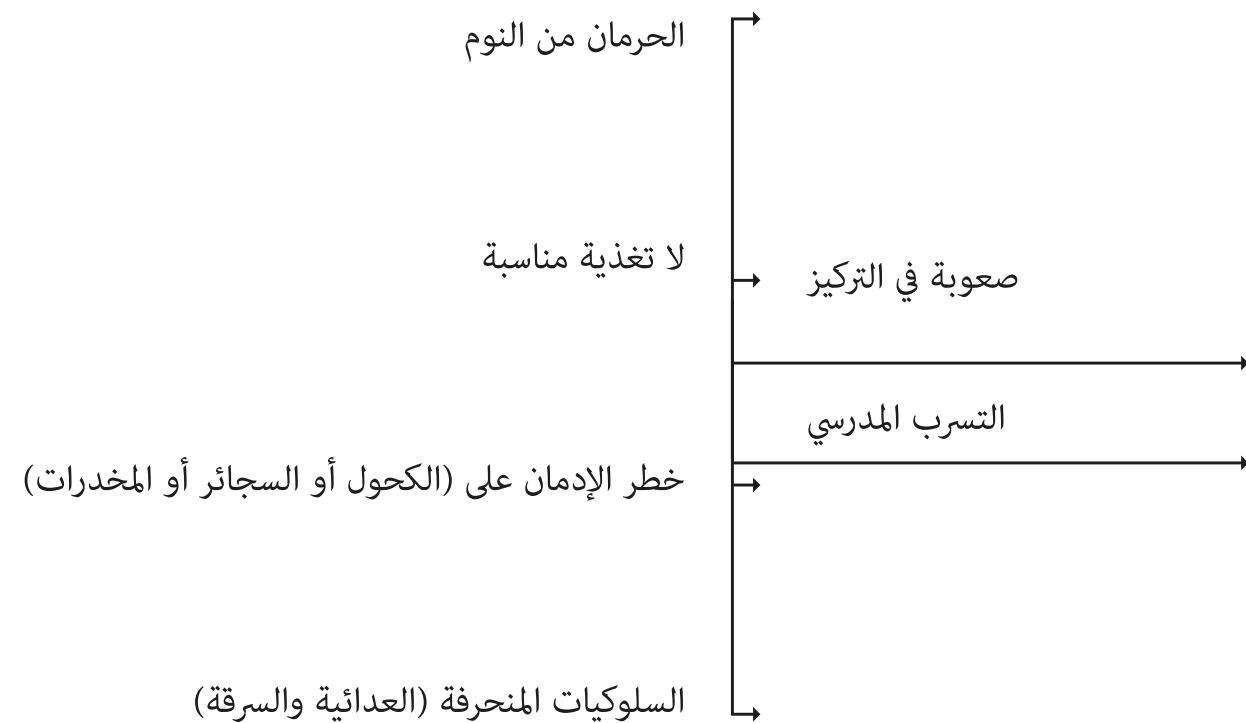 الحرمان من النوم
لا تغذية مناسبة
صعوبة في التركيز
التسرب المدرسي
خطر الإدمان على (الكحول أو السجائر أو المخدرات)
السلوكيات المنحرفة (العدائية والسرقة)